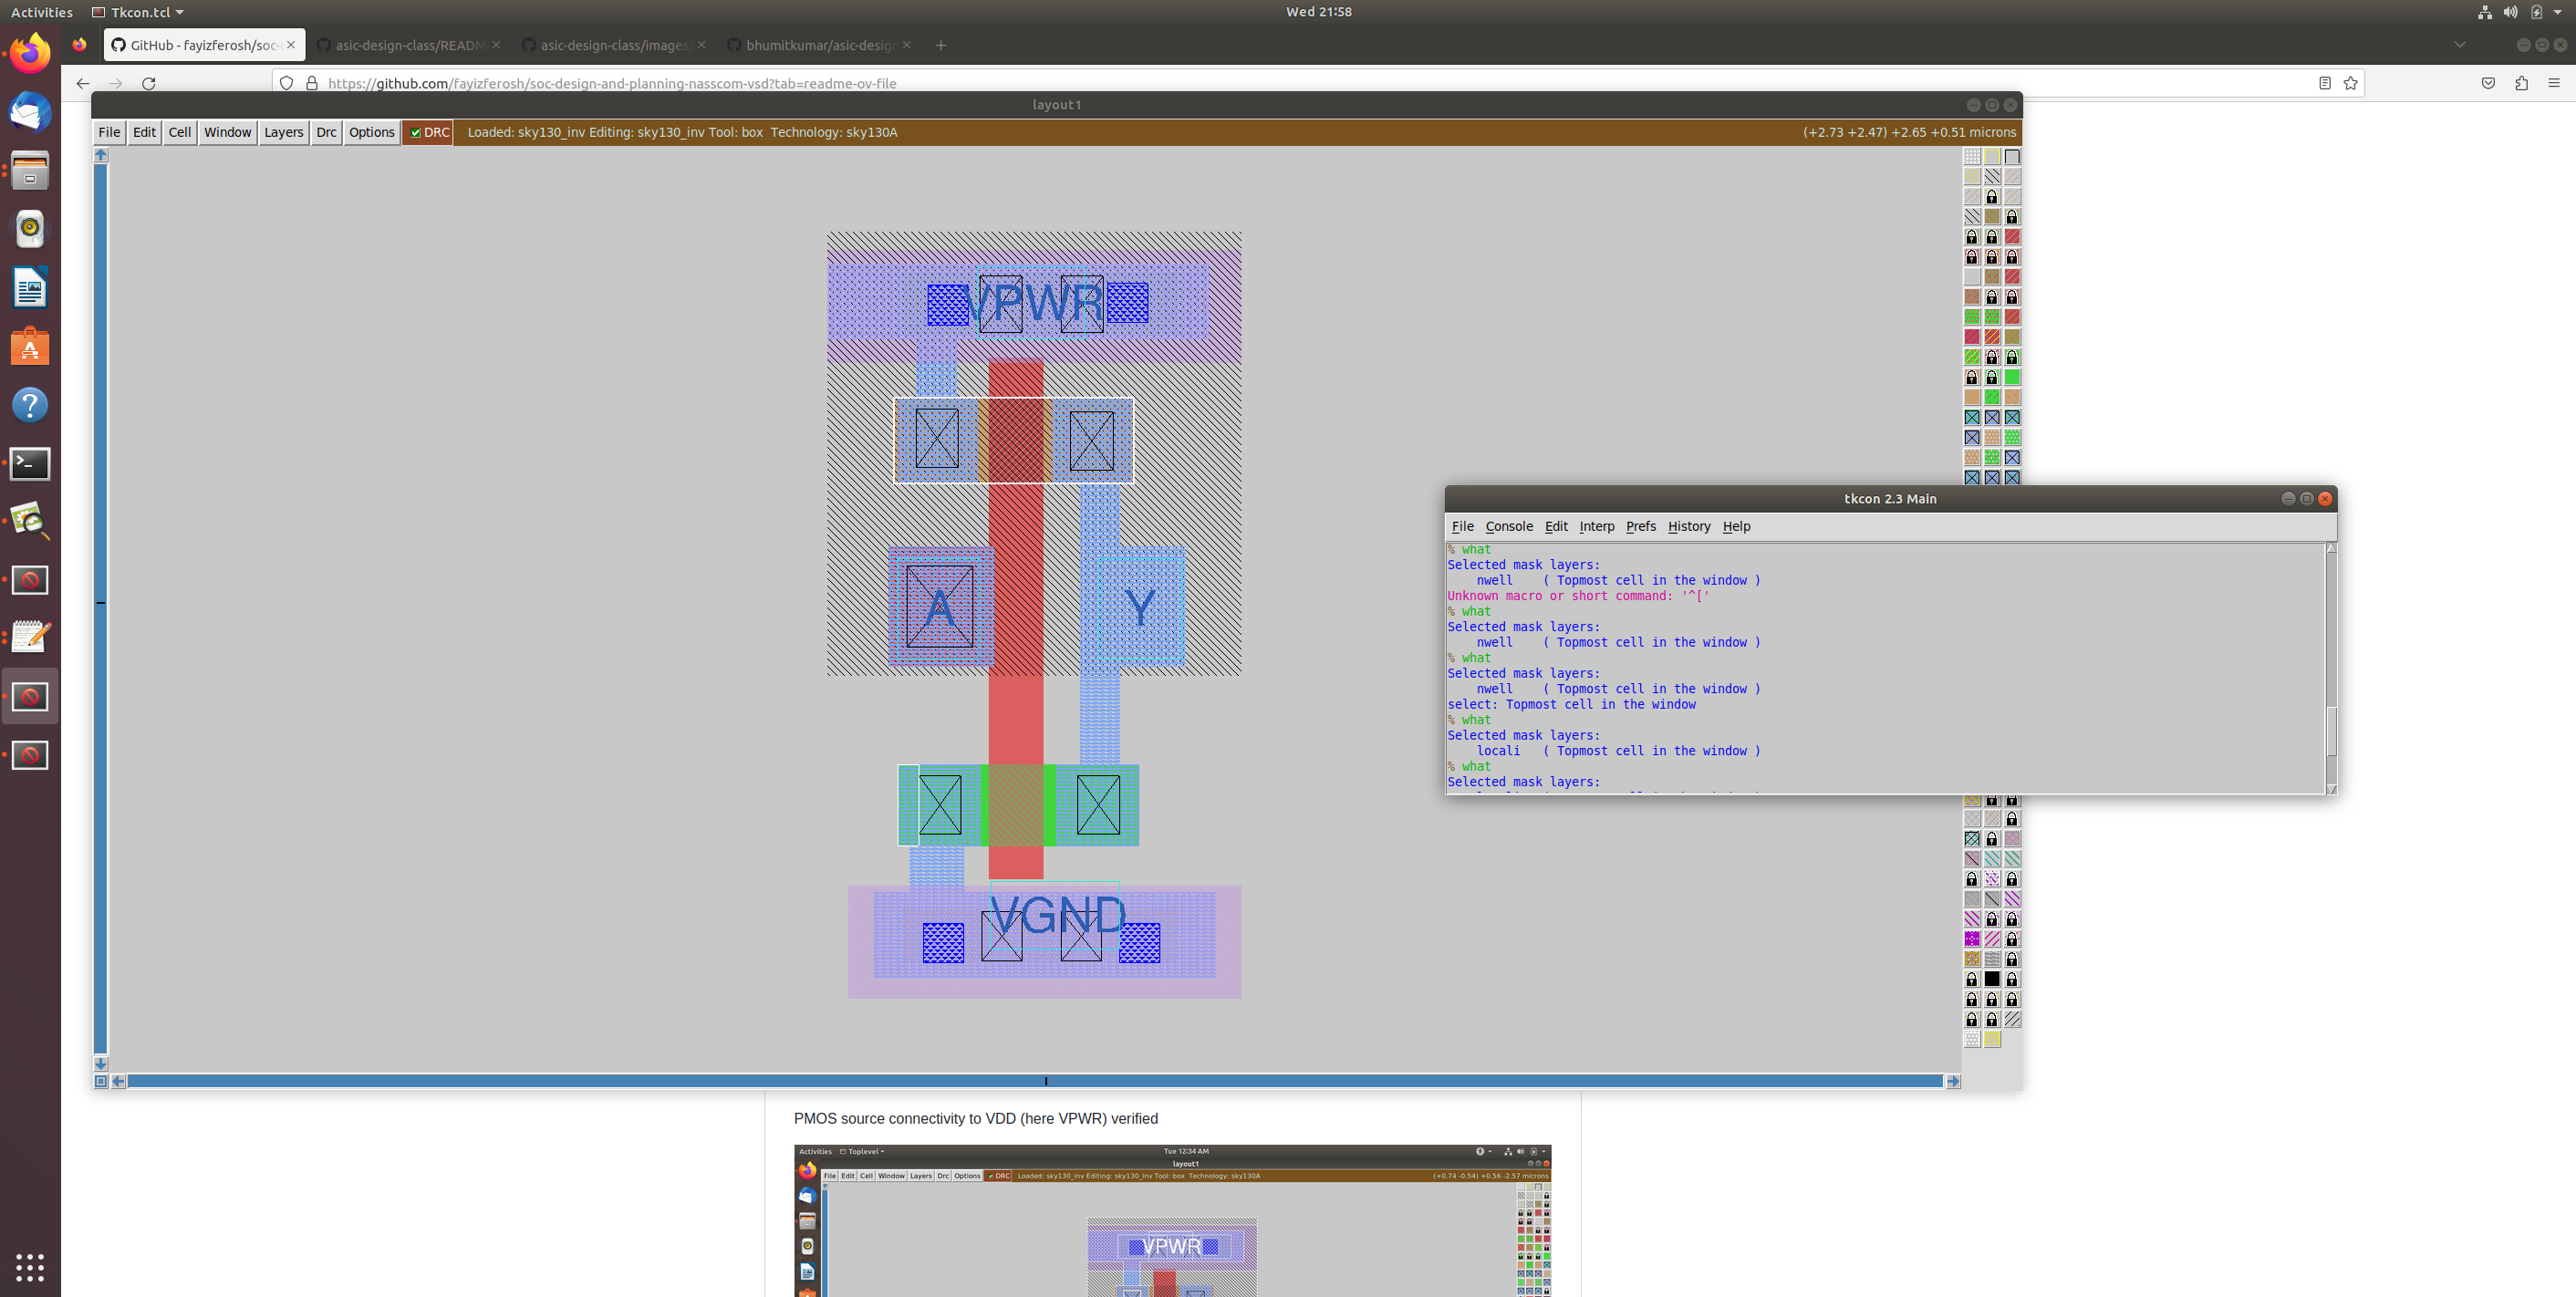 Activities Tkcon.tcl Wed 21:58
GitHub - fayizferosh/soc- asic-design-class/READM asic-design-class/images/ bhumitkumar/asic-design
https://github.com/fayizferosh/soc-design-and-planning-nasscom-vsd?tab=readme-ov-file
layout1
File Edit Cell Window Layers Drc Options DRC Loaded: sky130_inv Editing: sky130_inv Tool: box Technology: sky130A (+2.73 +2.47) +2.65 +0.51 microns
VPWR
A Y
VGND
tkcon 2.3 Main
File Console Edit Interp Prefs History Help
% what
Selected mask layers:
nwell ( Topmost cell in the window )
Unknown macro or short command: '^['
% what
Selected mask layers:
nwell ( Topmost cell in the window )
% what
Selected mask layers:
nwell ( Topmost cell in the window )
select: Topmost cell in the window
% what
Selected mask layers:
locali ( Topmost cell in the window )
% what
Selected mask layers:
PMOS source connectivity to VDD (here VPWR) verified
Activities Toplevel Tue 12:34 AM
layout1
File Edit Cell Window Layers Drc Options DRC Loaded: sky130_inv Editing: sky130_inv Tool: box Technology: sky130A (+0.74 -0.54) +0.56 -2.57 microns
VPWR